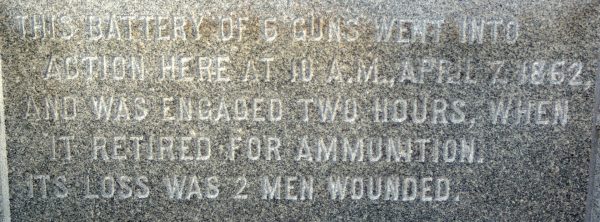 THIS BATTERY OF 6 GUNS WENT INTO
ACTION HERE AT 10 A.M., APRIL 7, 1862,
AND WAS ENGAGED TWO HOURS, WHEN
IT RETIRED FOR AMMUNITION.
ITS LOSS WAS 2 MEN WOUNDED.